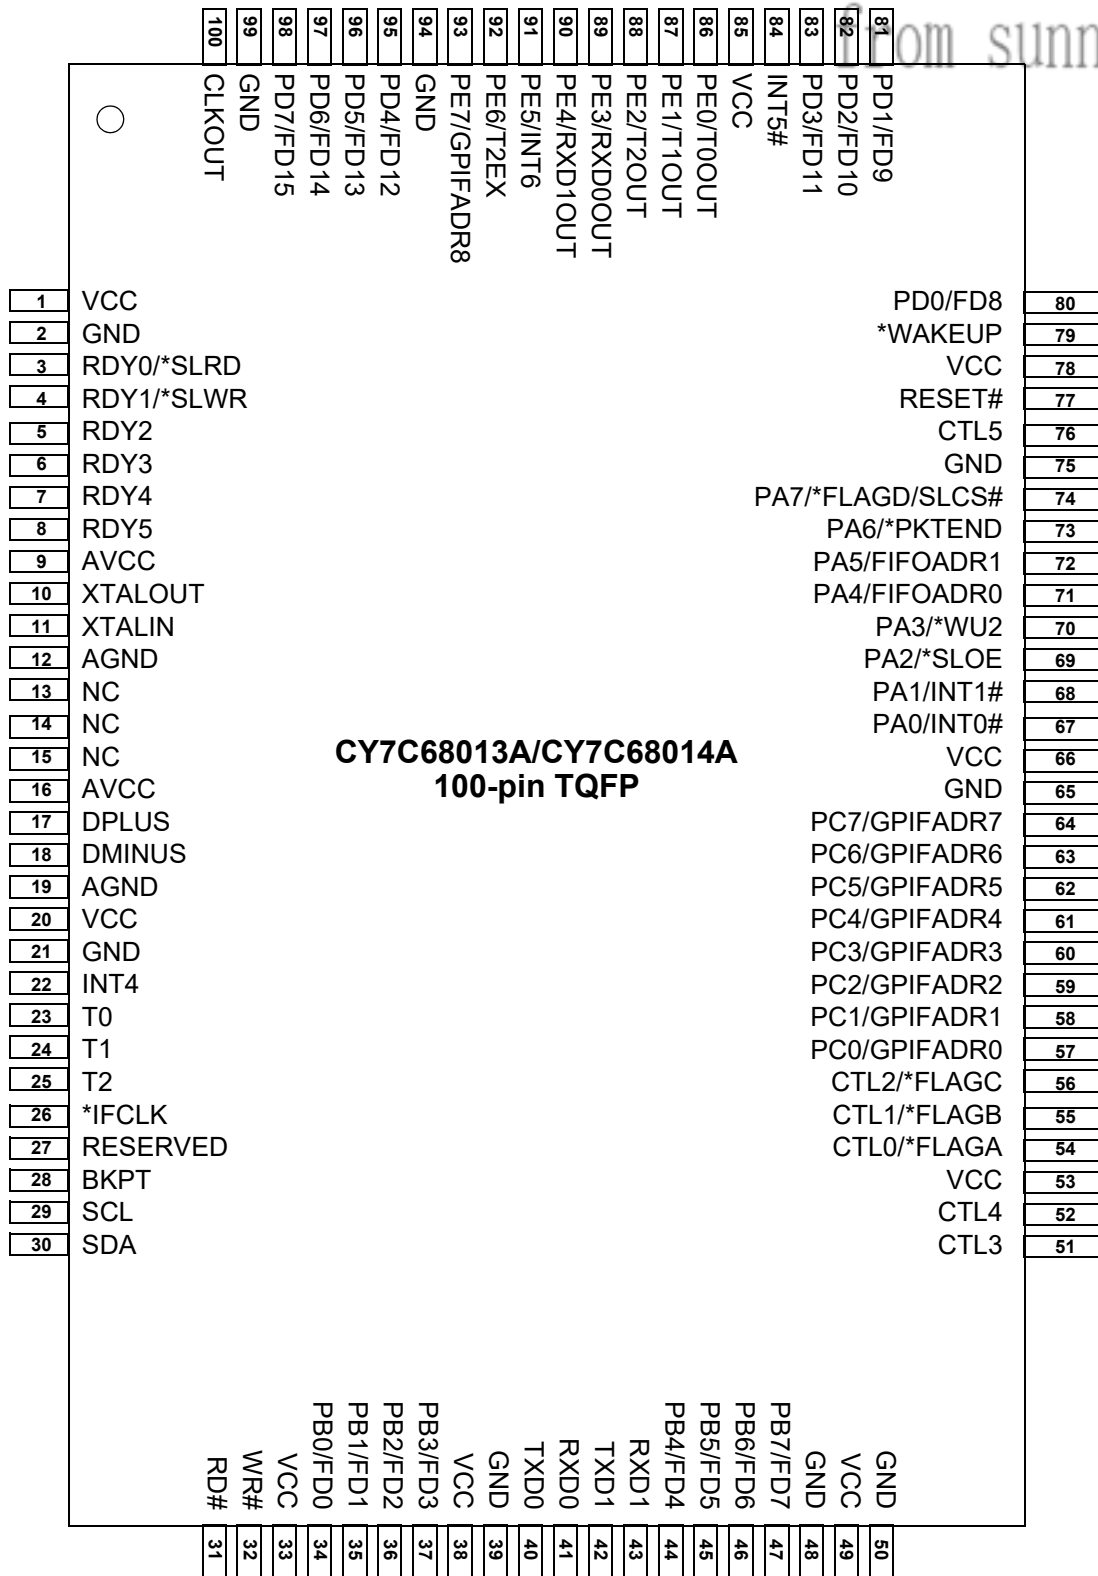 100 99 98 97 96 95 94 93 92 91 90 89 88 87 86 85 84 83 82 81
from sunn
CLKOUT
GND
PD7/FD15
PD6/FD14
PD5/FD13
PD4/FD12
GND
PE7/GPIFADR8
PE6/T2EX
PE5/INT6
PE4/RXD1OUT
PE3/RXD0OUT
PE2/T2OUT
PE1/T1OUT
PE0/T0OUT
VCC
INT5#
PD3/FD11
PD2/FD10
PD1/FD9
1 VCC
2 GND
3 RDY0/*SLRD
4 RDY1/*SLWR
5 RDY2
6 RDY3
7 RDY4
8 RDY5
9 AVCC
10 XTALOUT
11 XTALIN
12 AGND
13 NC
14 NC
15 NC
16 AVCC
17 DPLUS
18 DMINUS
19 AGND
20 VCC
21 GND
22 INT4
23 T0
24 T1
25 T2
26 *IFCLK
27 RESERVED
28 BKPT
29 SCL
30 SDA
CY7C68013A/CY7C68014A
100-pin TQFP
PD0/FD8 80
*WAKEUP 79
VCC 78
RESET# 77
CTL5 76
GND 75
PA7/*FLAGD/SLCS# 74
PA6/*PKTEND 73
PA5/FIFOADR1 72
PA4/FIFOADR0 71
PA3/*WU2 70
PA2/*SLOE 69
PA1/INT1# 68
PA0/INT0# 67
VCC 66
GND 65
PC7/GPIFADR7 64
PC6/GPIFADR6 63
PC5/GPIFADR5 62
PC4/GPIFADR4 61
PC3/GPIFADR3 60
PC2/GPIFADR2 59
PC1/GPIFADR1 58
PC0/GPIFADR0 57
CTL2/*FLAGC 56
CTL1/*FLAGB 55
CTL0/*FLAGA 54
VCC 53
CTL4 52
CTL3 51
RD#
WR#
VCC
PB0/FD0
PB1/FD1
PB2/FD2
PB3/FD3
VCC
GND
TXD0
RXD0
TXD1
RXD1
PB4/FD4
PB5/FD5
PB6/FD6
PB7/FD7
GND
VCC
GND
31 32 33 34 35 36 37 38 39 40 41 42 43 44 45 46 47 48 49 50